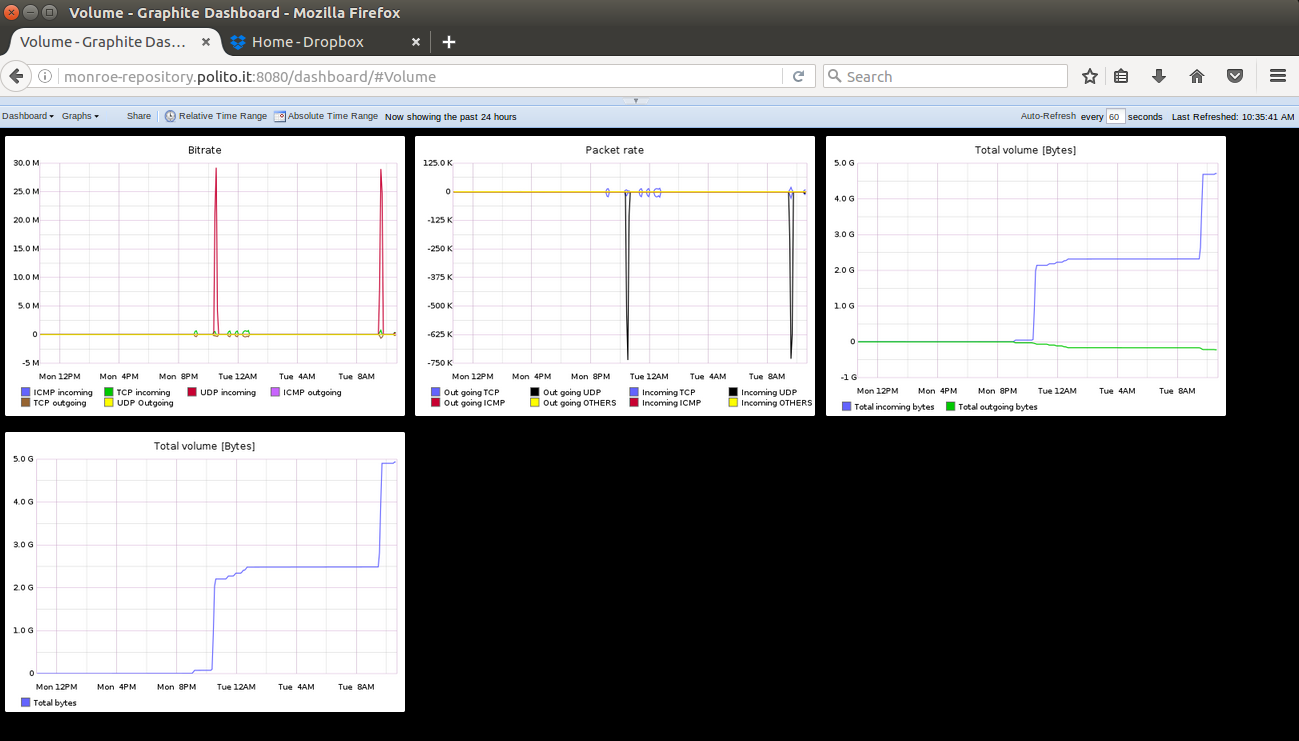 Volume - Graphite Dashboard - Mozilla Firefox
Volume - Graphite Das... Home - Dropbox
monroe-repository.polito.it:8080/dashboard/#Volume Search
Dashboard Graphs Share Relative Time Range Absolute Time Range Now showing the past 24 hours Auto-Refresh every 60 seconds Last Refreshed: 10:35:41 AM
Bitrate
30.0 M
25.0 M
20.0 M
15.0 M
10.0 M
5.0 M
0
-5 M
Mon 12PM Mon 4PM Mon 8PM Tue 12AM Tue 4AM Tue 8AM
ICMP incoming TCP incoming UDP incoming ICMP outgoing
TCP outgoing UDP Outgoing
Packet rate
125.0 K
0
-125 K
-250 K
-375 K
-500 K
-625 K
-750 K
Mon 12PM Mon 4PM Mon 8PM Tue 12AM Tue 4AM Tue 8AM
Out going TCP Out going UDP Incoming TCP Incoming UDP
Out going ICMP Out going OTHERS Incoming ICMP Incoming OTHERS
Total volume [Bytes]
5.0 G
4.0 G
3.0 G
2.0 G
1.0 G
0
-1 G
Mon 12PM Mon 4PM Mon 8PM Tue 12AM Tue 4AM Tue 8AM
Total incoming bytes Total outgoing bytes
Total volume [Bytes]
5.0 G
4.0 G
3.0 G
2.0 G
1.0 G
0
Mon 12PM Mon 4PM Mon 8PM Tue 12AM Tue 4AM Tue 8AM
Total bytes